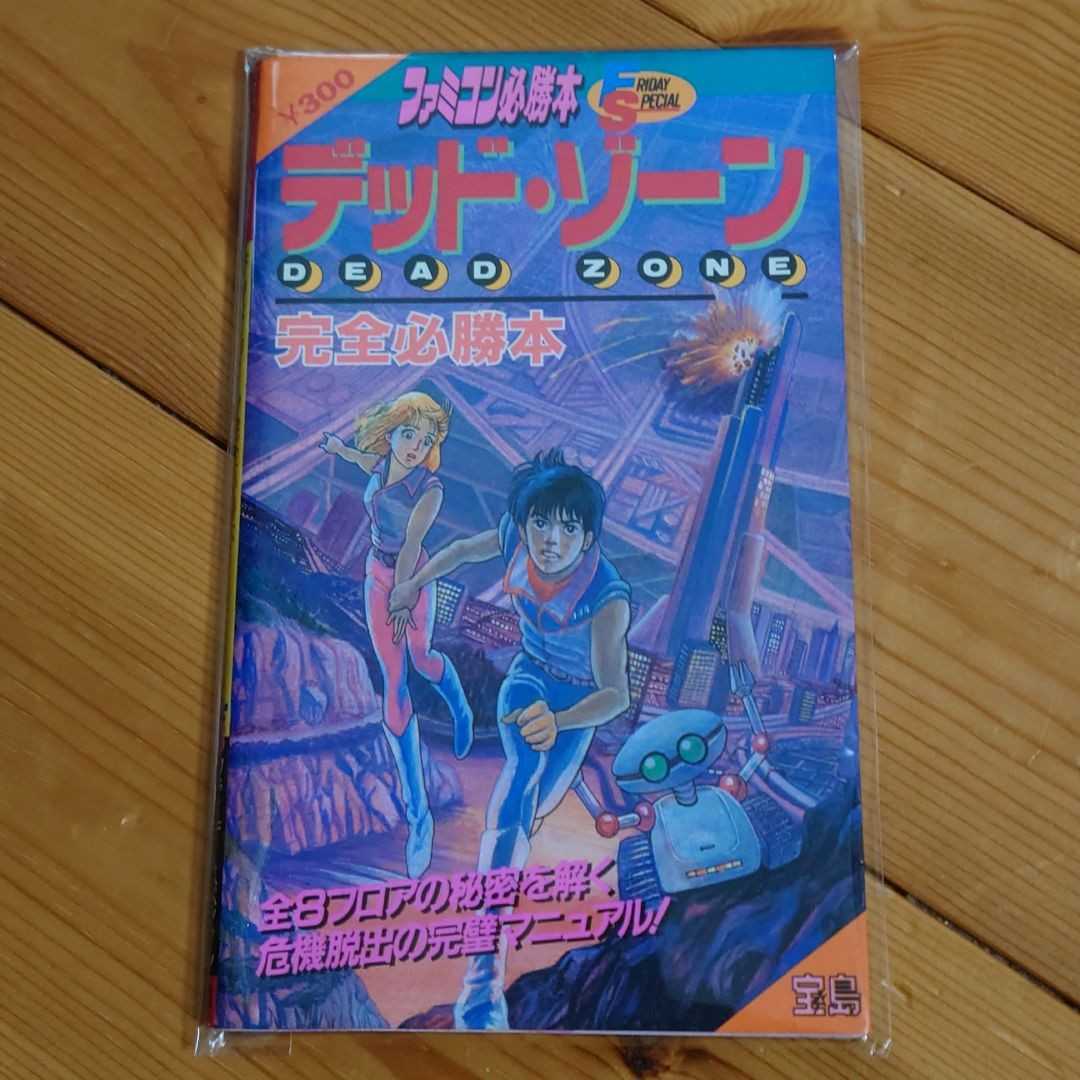 ¥300
ファミコン必勝本
FRIDAY
SPECIAL
デッド・ゾーン
DEAD ZONE
完全必勝本
全8フロアの秘密を解く
危機脱出の完璧マニュアル!
宝島